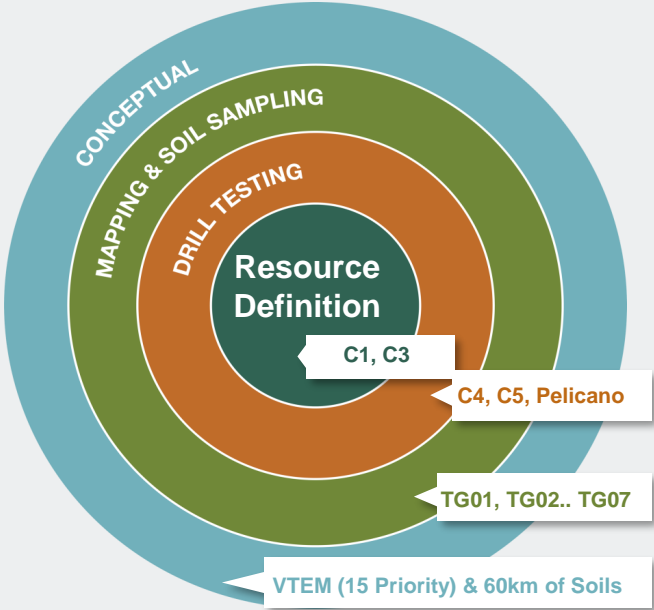 CONCEPTUAL
MAPPING & SOIL SAMPLING
DRILL TESTING
Resource
Definition
C1, C3
C4, C5, Pelicano
TG01, TG02.. TG07
VTEM (15 Priority) & 60km of Soils